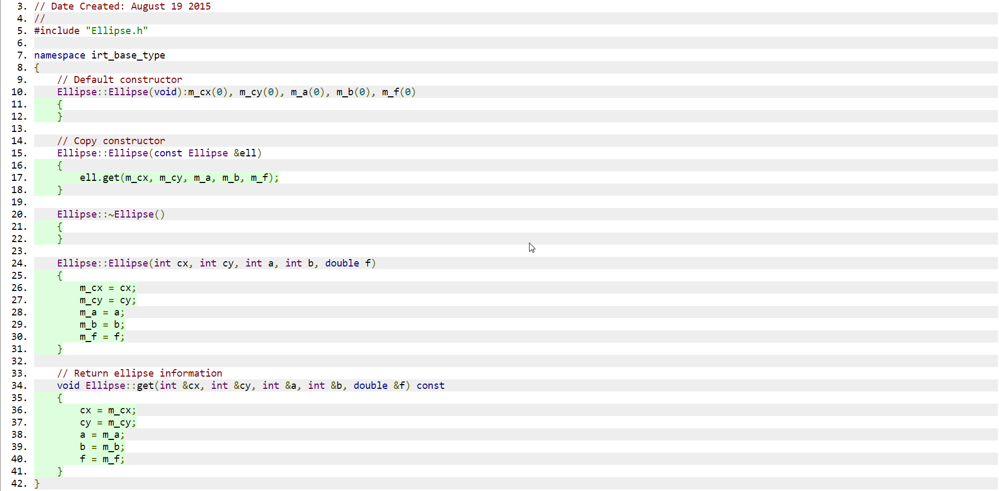 3. // Date Created: August 19 2015
4. //
5. #include "Ellipse.h"
6.
7. namespace irt_base_type
8. {
9.     // Default constructor
10.     Ellipse::Ellipse(void):m_cx(0), m_cy(0), m_a(0), m_b(0), m_f(0)
11.     {
12.     }
13.
14.     // Copy constructor
15.     Ellipse::Ellipse(const Ellipse &ell)
16.     {
17.         ell.get(m_cx, m_cy, m_a, m_b, m_f);
18.     }
19.
20.     Ellipse::~Ellipse()
21.     {
22.     }
23.
24.     Ellipse::Ellipse(int cx, int cy, int a, int b, double f)
25.     {
26.         m_cx = cx;
27.         m_cy = cy;
28.         m_a = a;
29.         m_b = b;
30.         m_f = f;
31.     }
32.
33.     // Return ellipse information
34.     void Ellipse::get(int &cx, int &cy, int &a, int &b, double &f) const
35.     {
36.         cx = m_cx;
37.         cy = m_cy;
38.         a = m_a;
39.         b = m_b;
40.         f = m_f;
41.     }
42. }